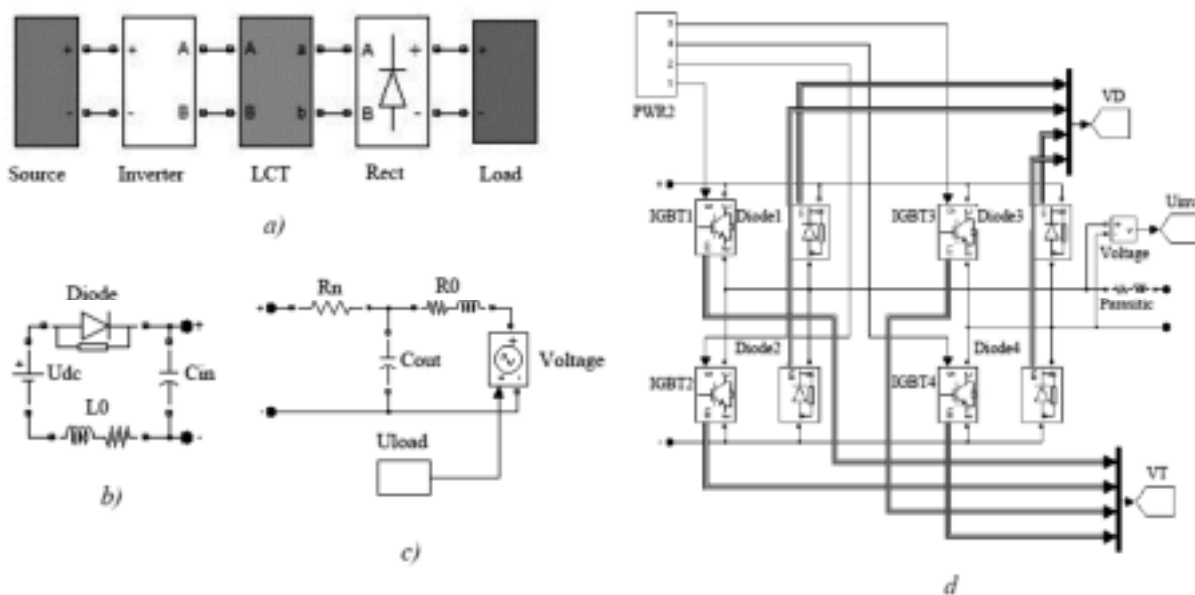 + + A A a A + +
- - B B b B - -
Source Inverter LCT Rect Load
a)
Diode
+
+
Udc
Cin
L0
-
b)
+
Rn
R0
Cout
Voltage
-
Uload
c)
PWR2
VD
+
IGBT1
Diode1
IGBT3
Diode3
Voltage
Diode2
Diode4
IGBT2
IGBT4
-
VT
d